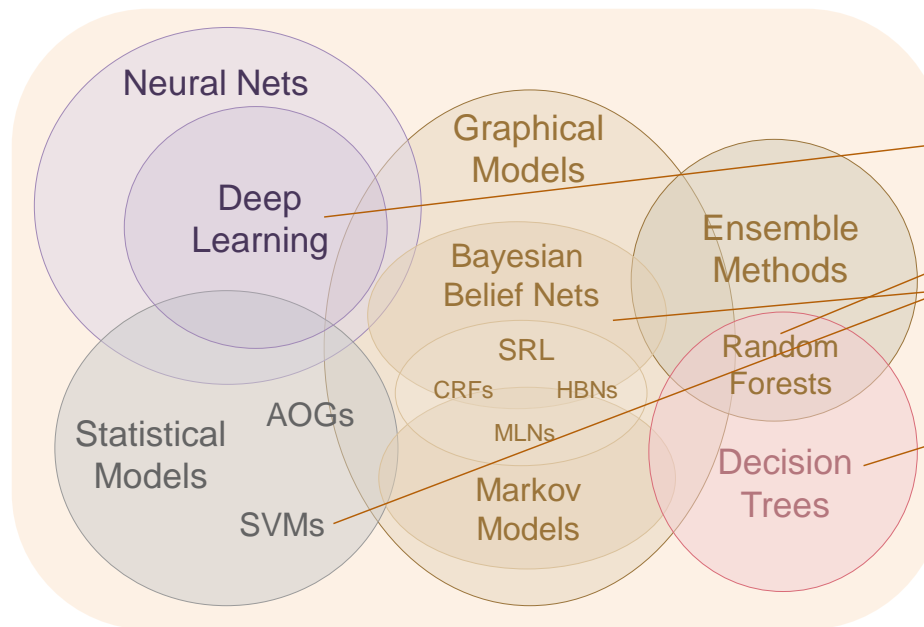 Neural Nets
Deep
Learning
Graphical
Models
Bayesian
Belief Nets
SRL
CRFs
HBNs
MLNs
Markov
Models
Ensemble
Methods
Random
Forests
Decision
Trees
AOGs
Statistical
Models
SVMs